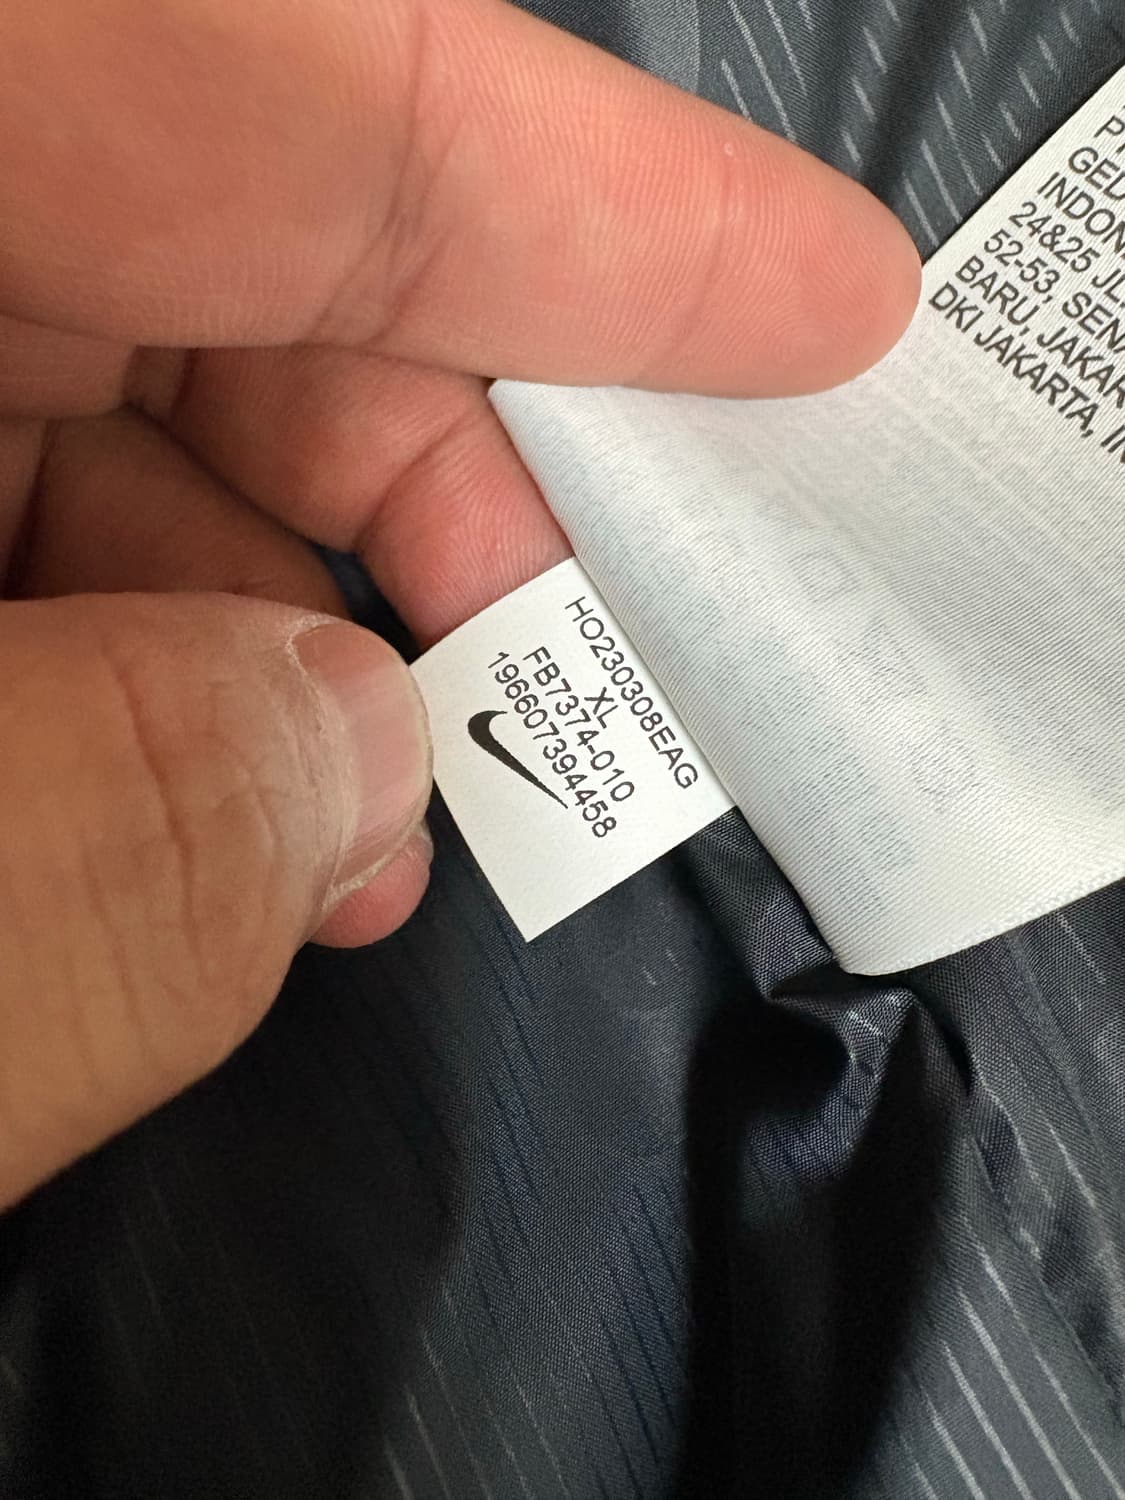 HO230308EAG
XL
FB7374-010
196607394458
GED
INDON
24&25 JL
52-53, SEN
BARU, JAKAR
DKI JAKARTA,